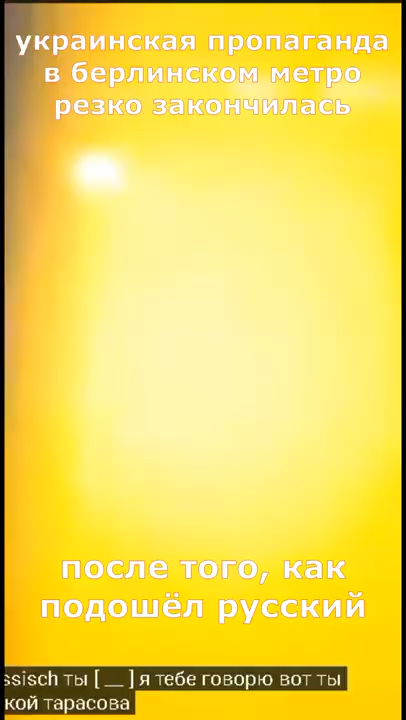 украинская пропаганда
в берлинском метро
резко закончилась
после того, как
подошёл русский
ssisch ты [ __ ] я тебе говорю вот ты
кой тарасова